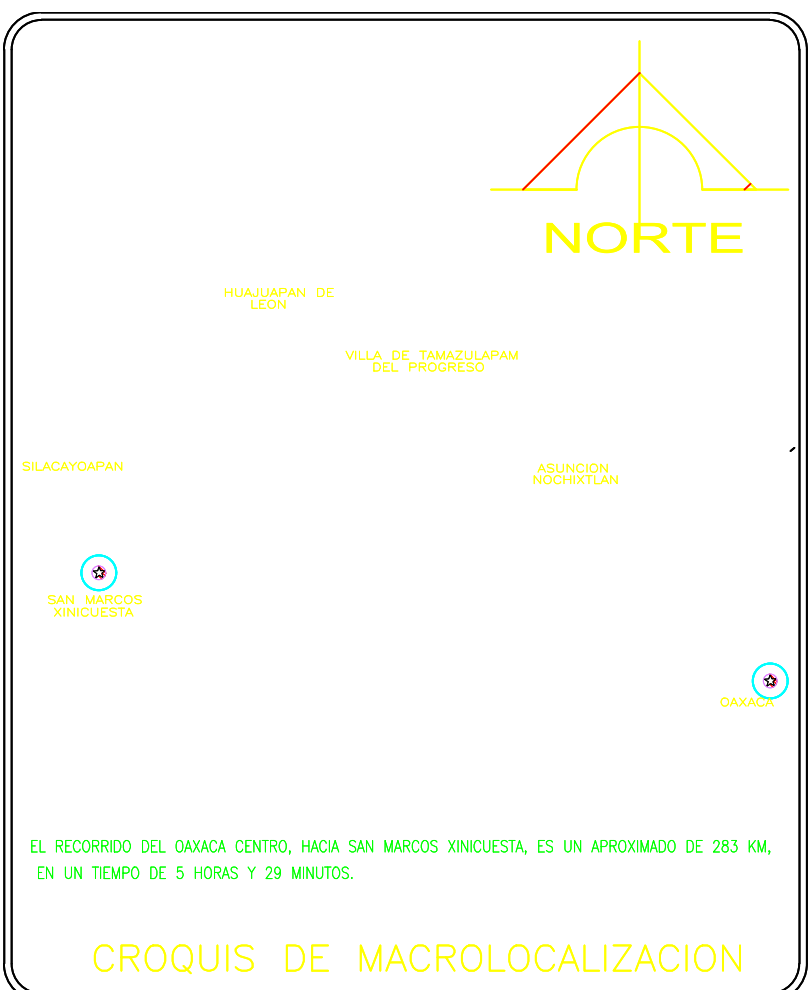 NORTE
HUAJUAPAN DE
LEON
VILLA DE TAMAZULAPAM
DEL PROGRESO
SILACAYOAPAN
ASUNCION
NOCHIXTLAN
SAN MARCOS
XINICUESTA
OAXACA
EL RECORRIDO DEL OAXACA CENTRO, HACIA SAN MARCOS XINICUESTA, ES UN APROXIMADO DE 283 KM,
EN UN TIEMPO DE 5 HORAS Y 29 MINUTOS.
CROQUIS DE MACROLOCALIZACION